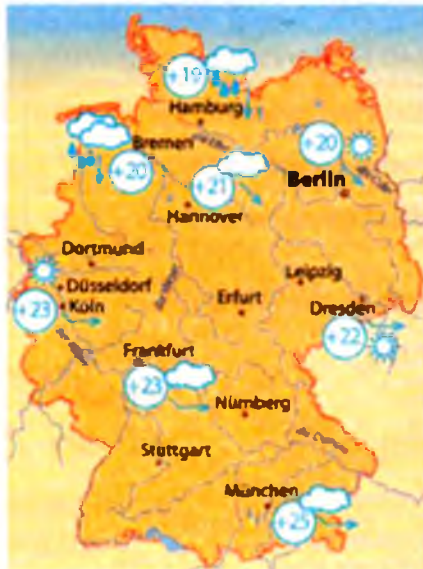 +19
Hamburg
Bremen
+20
+20
+21
Berlin
Hannover
Dortmund
Düsseldorf
Köln
+23
Leipzig
Erfurt
Dresden
+22
Frankfurt
+23
Nürnberg
Stuttgart
München
+25